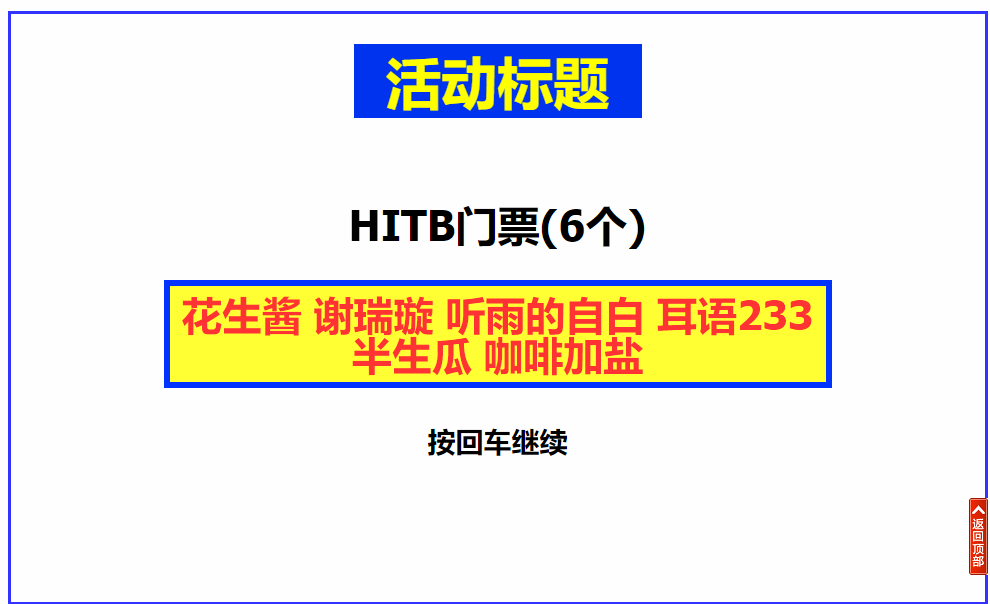 活动标题
HITB门票(6个)
花生酱 谢瑞璇 听雨的自白 耳语233
半生瓜 咖啡加盐
按回车继续
返回顶部